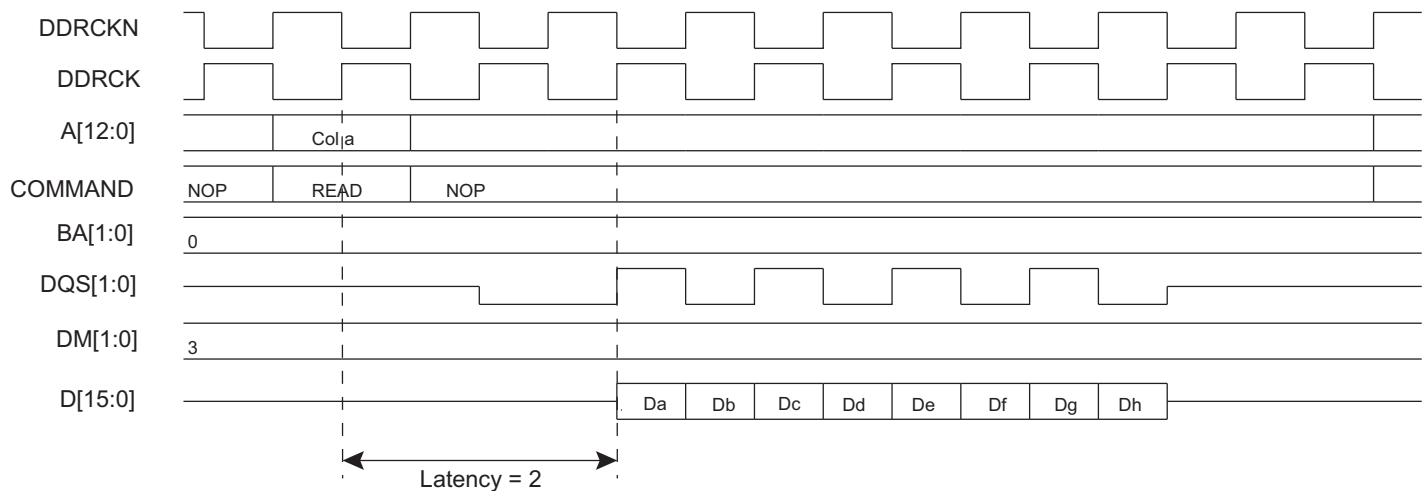 DDRCKN
DDRCK
A[12:0] Col a
COMMAND NOP READ NOP
BA[1:0] 0
DQS[1:0]
DM[1:0] 3
D[15:0] Da Db Dc Dd De Df Dg Dh
Latency = 2